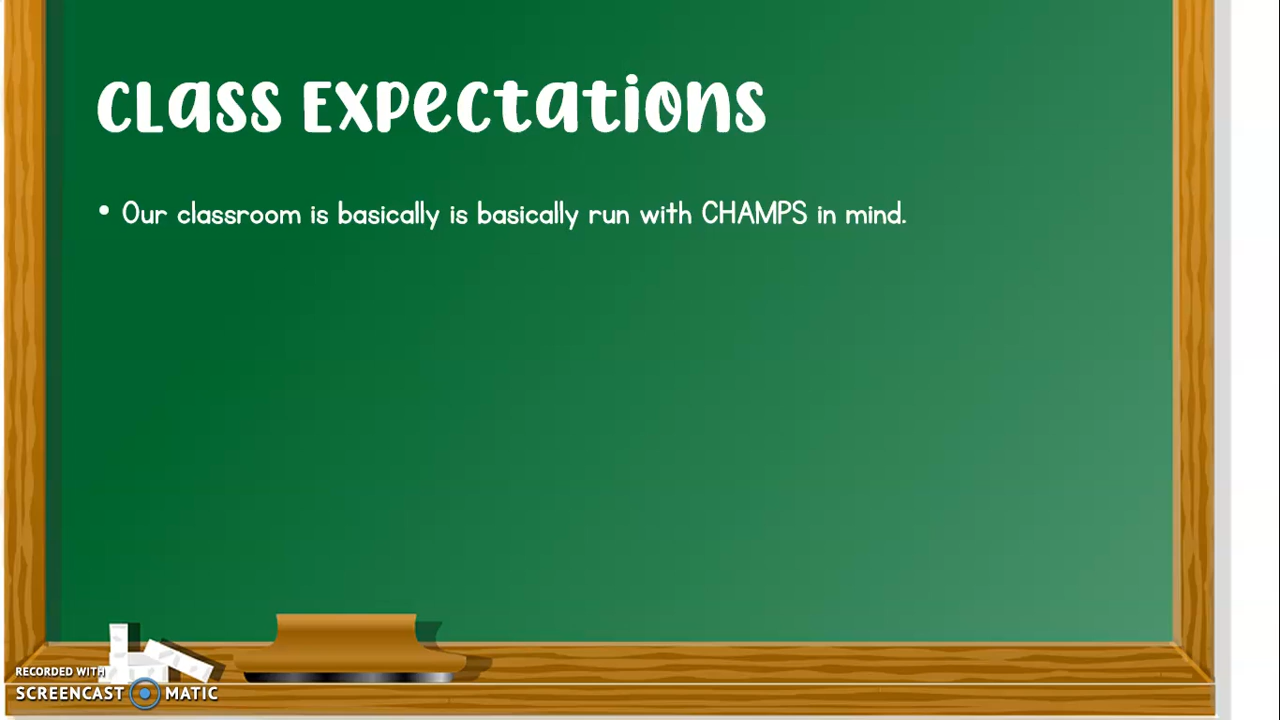 CLass Expectations
• Our classroom is basically is basically run with CHAMPS in mind.
RECORDED WITH
SCREENCAST MATIC